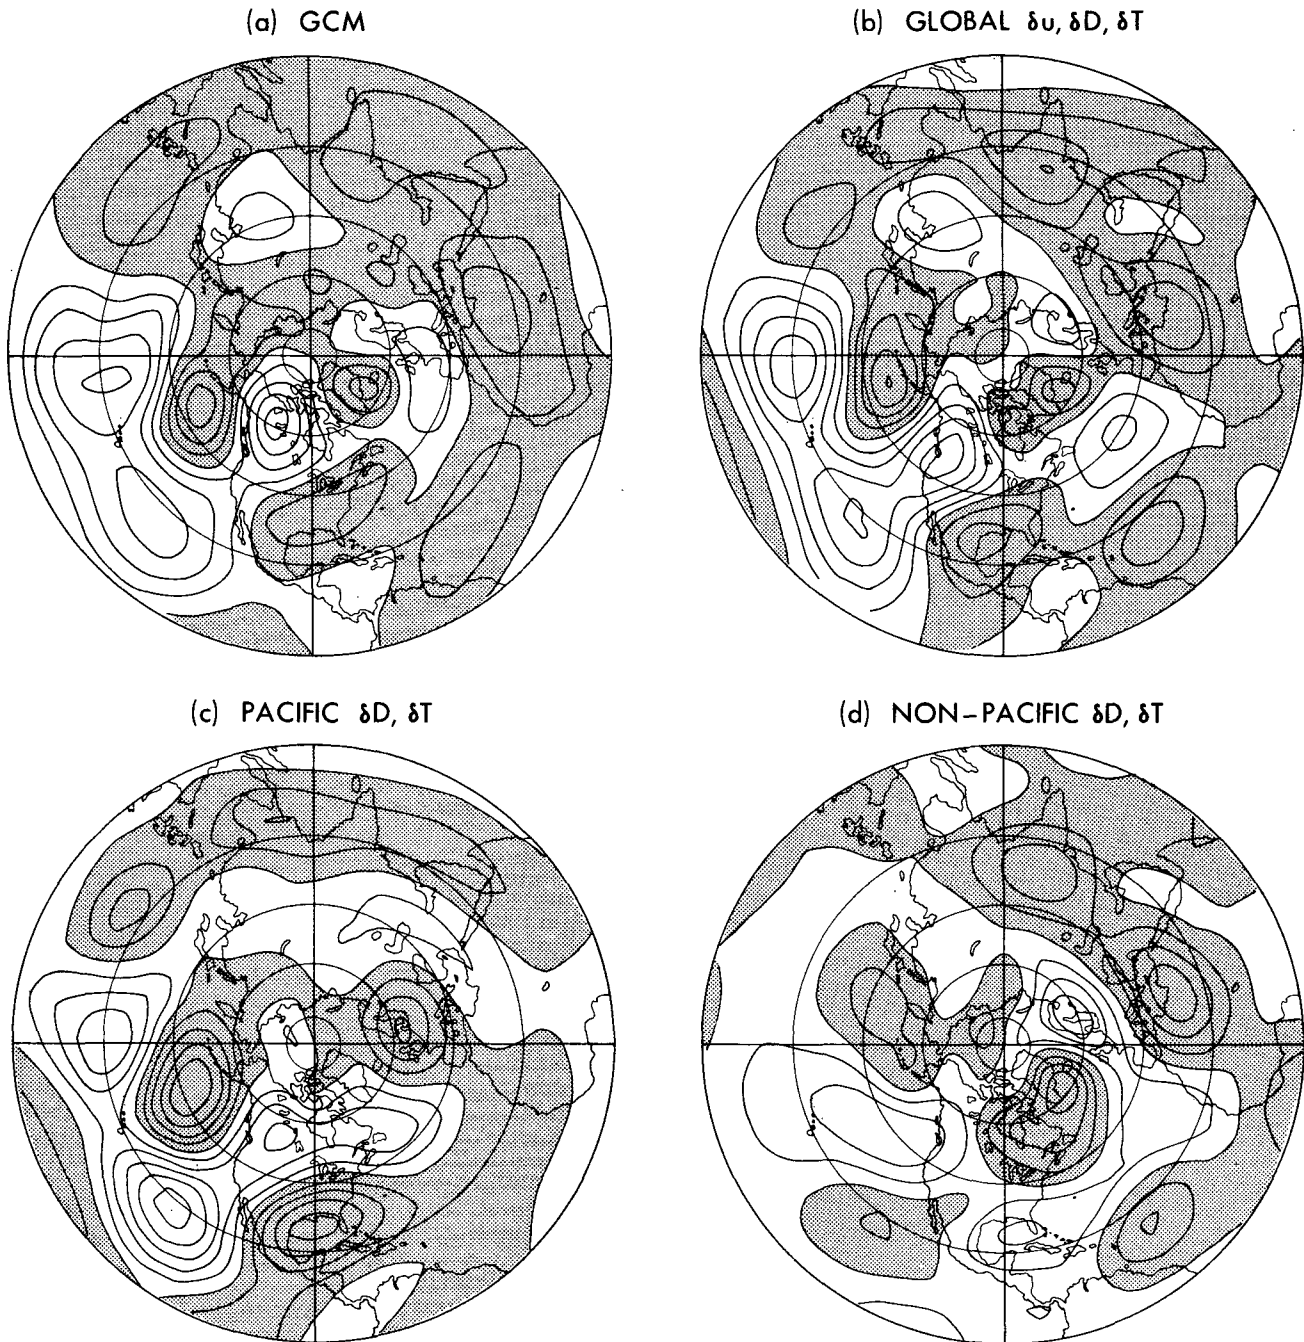 (a) GCM
(b) GLOBAL δu, δD, δT
(c) PACIFIC δD, δT
(d) NON-PACIFIC δD, δT